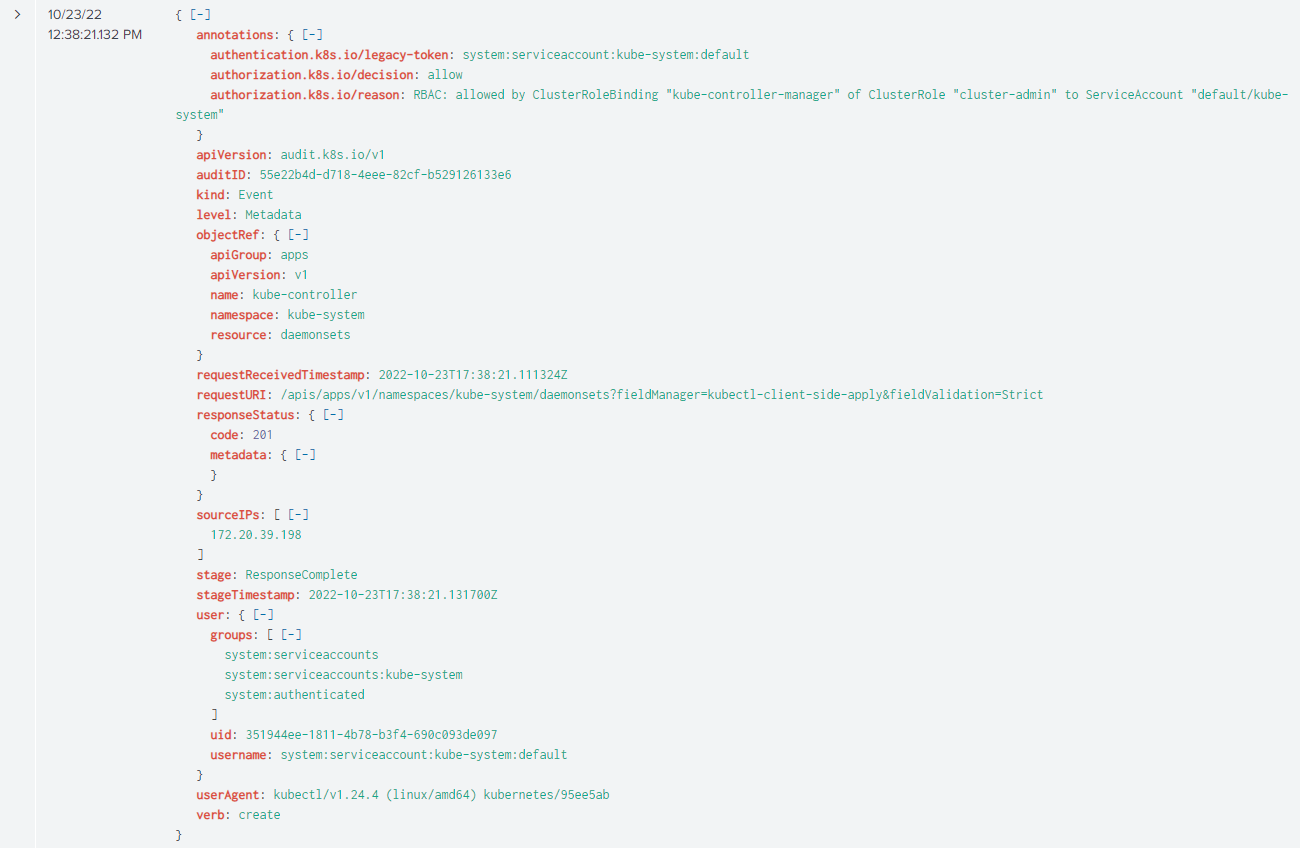 > 10/23/22 { [-]
12:38:21.132 PM annotations: { [-]
authentication.k8s.io/legacy-token: system:serviceaccount:kube-system:default
authorization.k8s.io/decision: allow
authorization.k8s.io/reason: RBAC: allowed by ClusterRoleBinding "kube-controller-manager" of ClusterRole "cluster-admin" to ServiceAccount "default/kube-
system"
}
apiVersion: audit.k8s.io/v1
auditID: 55e22b4d-d718-4eee-82cf-b529126133e6
kind: Event
level: Metadata
objectRef: { [-]
apiGroup: apps
apiVersion: v1
name: kube-controller
namespace: kube-system
resource: daemonsets
}
requestReceivedTimestamp: 2022-10-23T17:38:21.111324Z
requestURI: /apis/apps/v1/namespaces/kube-system/daemonsets?fieldManager=kubectl-client-side-apply&fieldValidation=Strict
responseStatus: { [-]
code: 201
metadata: { [-]
}
}
sourceIPs: [ [-]
172.20.39.198
]
stage: ResponseComplete
stageTimestamp: 2022-10-23T17:38:21.131700Z
user: { [-]
groups: [ [-]
system:serviceaccounts
system:serviceaccounts:kube-system
system:authenticated
]
uid: 351944ee-1811-4b78-b3f4-690c093de097
username: system:serviceaccount:kube-system:default
}
userAgent: kubectl/v1.24.4 (linux/amd64) kubernetes/95ee5ab
verb: create
}